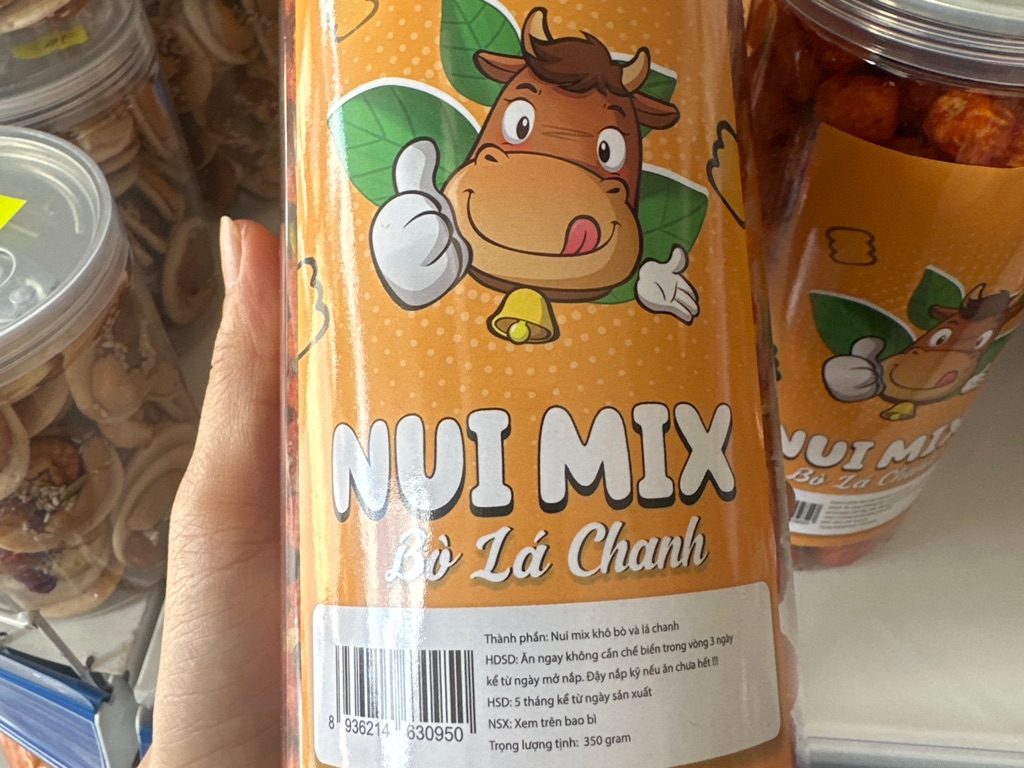 NUI MIX
Bò Lá Chanh
Thành phần: Nui mix khô bò và lá chanh
HDSD: Ăn ngay không cần chế biến trong vòng 3 ngày
kể từ ngày mở nắp. Đậy nắp kỹ nếu ăn chưa hết !!!
HSD: 5 tháng kể từ ngày sản xuất
NSX: Xem trên bao bì
Trọng lượng tịnh: 350 gram
8 936214 630950
NUI MIX
Bò Lá Chanh